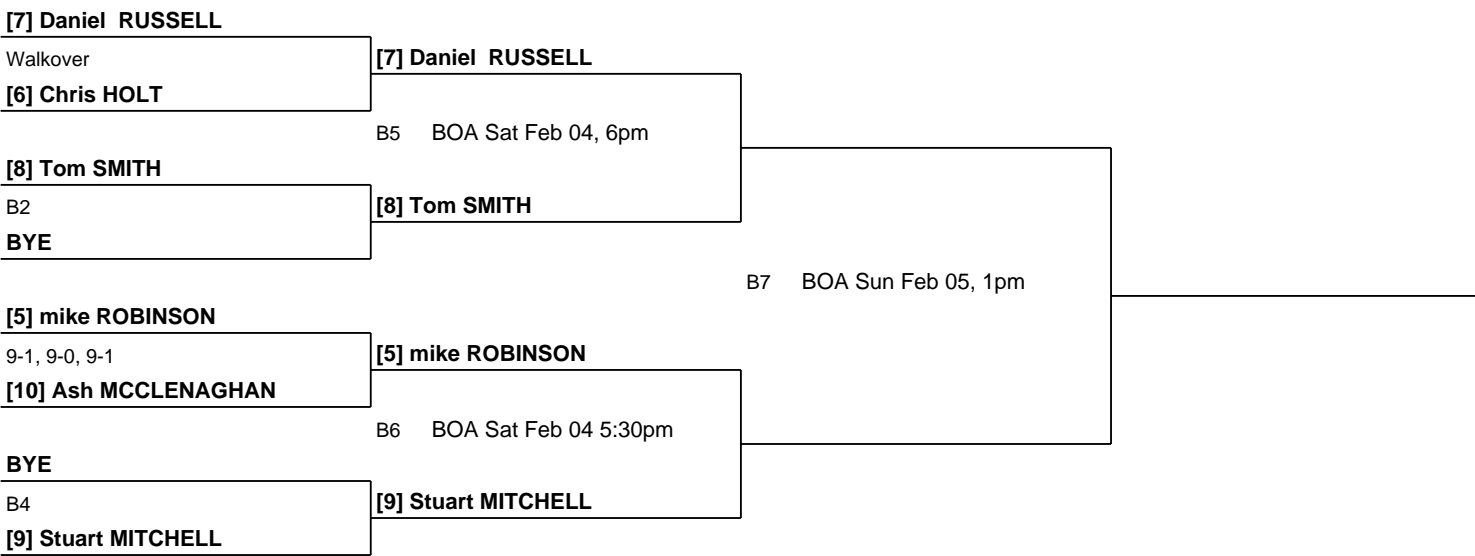 [7] Daniel  RUSSELL
Walkover
[7] Daniel  RUSSELL
[6] Chris HOLT
B5 BOA Sat Feb 04, 6pm
[8] Tom SMITH
B2
[8] Tom SMITH
BYE
B7 BOA Sun Feb 05, 1pm
[5] mike ROBINSON
9-1, 9-0, 9-1
[5] mike ROBINSON
[10] Ash MCCLENAGHAN
B6 BOA Sat Feb 04 5:30pm
BYE
B4
[9] Stuart MITCHELL
[9] Stuart MITCHELL